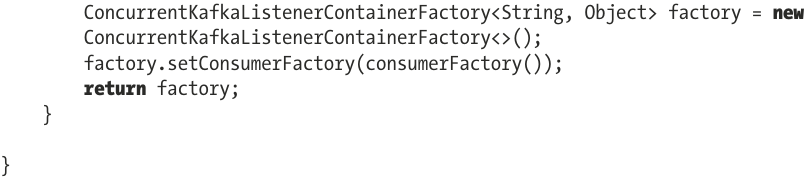 ConcurrentKafkaListenerContainerFactory<String, Object> factory = new
ConcurrentKafkaListenerContainerFactory<>();
factory.setConsumerFactory(consumerFactory());
return factory;
}
}